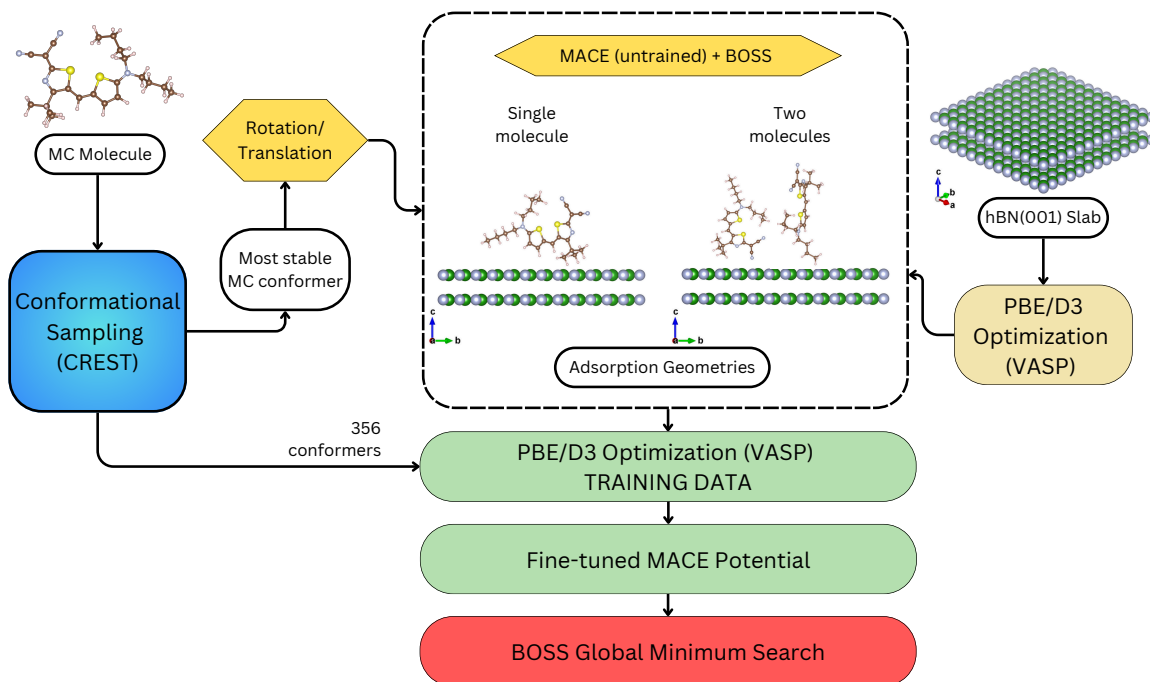 MC Molecule
Conformational
Sampling
(CREST)
Rotation/
Translation
Most stable
MC conformer
356
conformers
MACE (untrained) + BOSS
Single
molecule
Two
molecules
c
a
b
c
a
b
Adsorption Geometries
c
b
a
hBN(001) Slab
PBE/D3
Optimization
(VASP)
PBE/D3 Optimization (VASP)
TRAINING DATA
Fine-tuned MACE Potential
BOSS Global Minimum Search